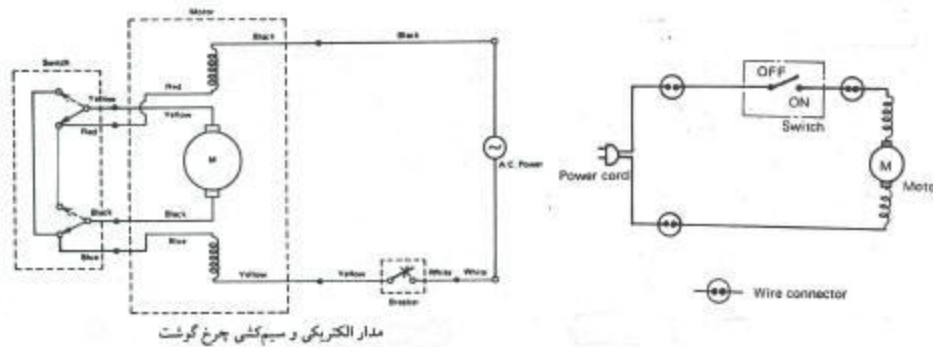 Motor
Black
Black
Switch
Red
Yellow
Yellow
Red
M
A.C. Power
Black
Black
Blue
Blue
Yellow
Yellow
White
White
Breaker
مدار الکتریکی و سیم‌کشی چرخ گوشت
OFF
ON
Switch
Power cord
M
Moto
Wire connector